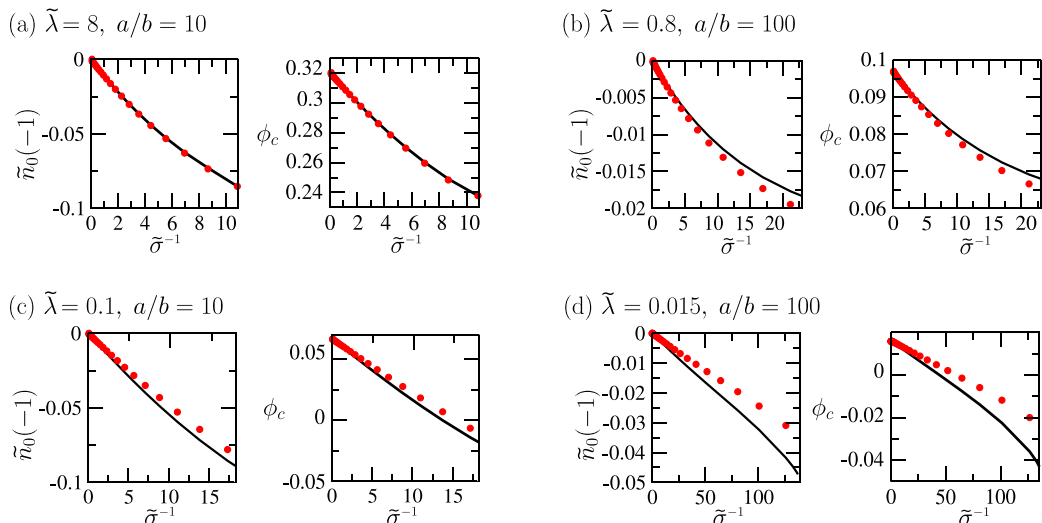 (a) λ̃ = 8, a/b = 10
0
-0.05
-0.1
ñ₀(−1)
0 2 4 6 8 10
σ̃⁻¹
0.32
0.3
0.28
0.26
0.24
ϕ_c
0 2 4 6 8 10
σ̃⁻¹
(b) λ̃ = 0.8, a/b = 100
0
-0.005
-0.01
-0.015
-0.02
ñ₀(−1)
0 5 10 15 20
σ̃⁻¹
0.1
0.09
0.08
0.07
0.06
ϕ_c
0 5 10 15 20
σ̃⁻¹
(c) λ̃ = 0.1, a/b = 10
0
-0.05
-0.1
ñ₀(−1)
0 5 10 15
σ̃⁻¹
0.05
0
-0.05
ϕ_c
0 5 10 15
σ̃⁻¹
(d) λ̃ = 0.015, a/b = 100
0
-0.01
-0.02
-0.03
-0.04
-0.05
ñ₀(−1)
0 50 100
σ̃⁻¹
0
-0.02
-0.04
ϕ_c
0 50 100
σ̃⁻¹